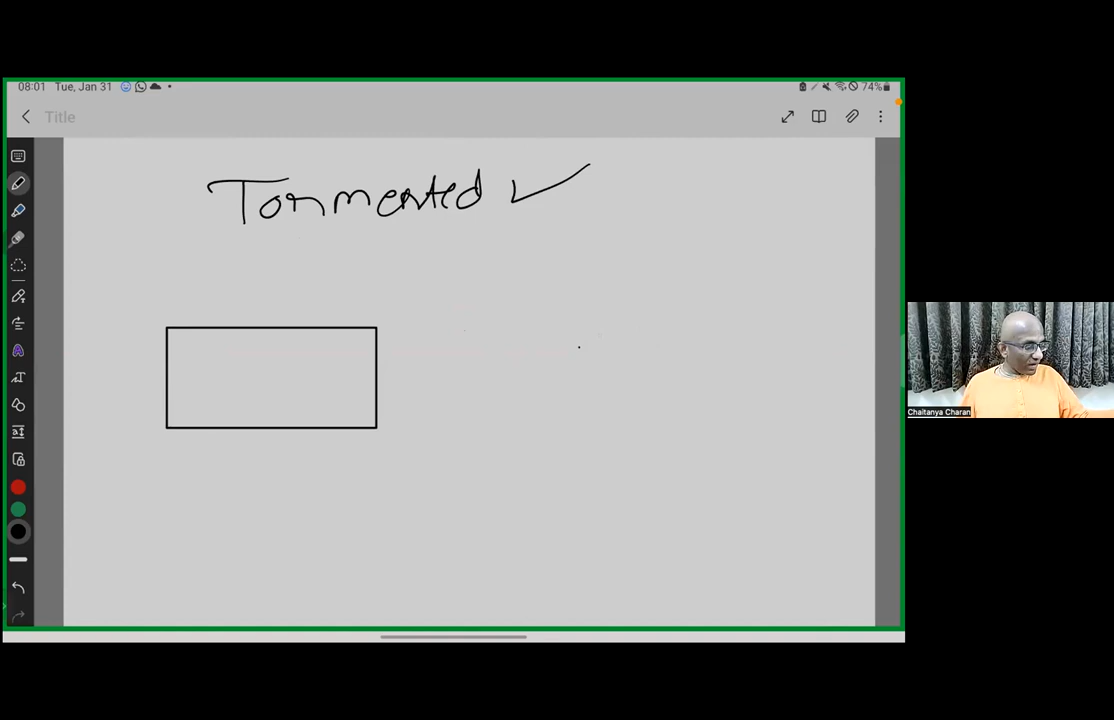 08:01 Tue, Jan 31
74%
Title
Tormented
Chaitanya Charan